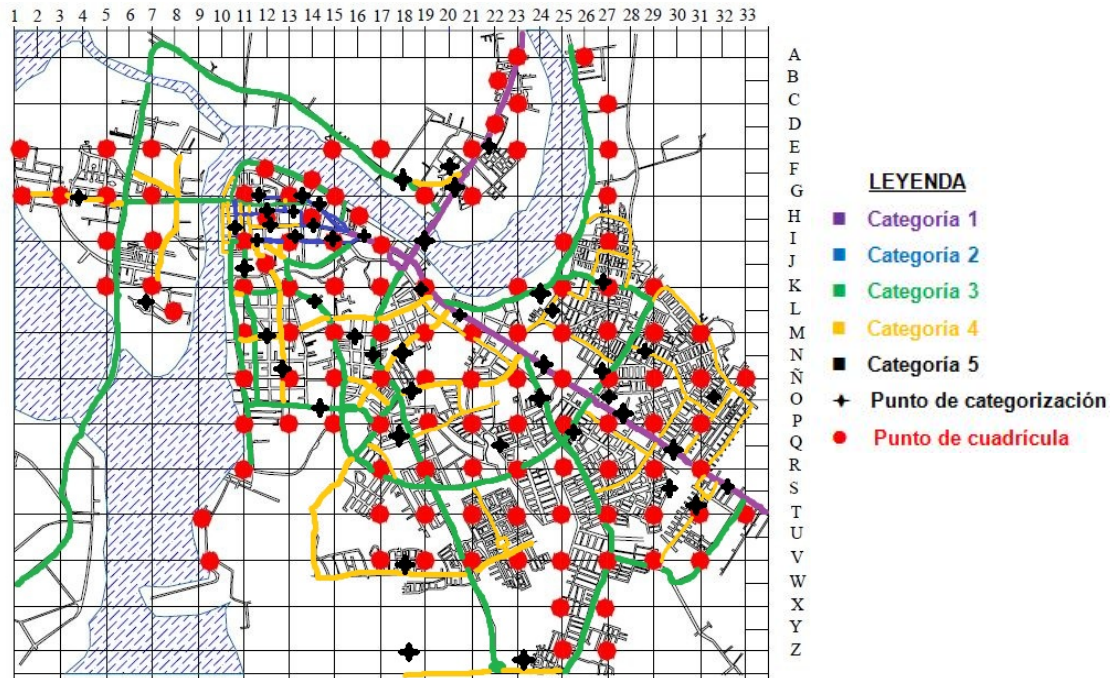 1 2 3 4 5 6 7 8 9 10 11 12 13 14 15 16 17 18 19 20 21 22 23 24 25 26 27 28 29 30 31 33
A
B
C
D
E
F
G
H
I
J
K
L
M
N
Ñ
O
P
Q
R
S
T
U
V
W
X
Y
Z
LEYENDA
Categoría 1
Categoría 2
Categoría 3
Categoría 4
Categoría 5
Punto de categorización
Punto de cuadrícula